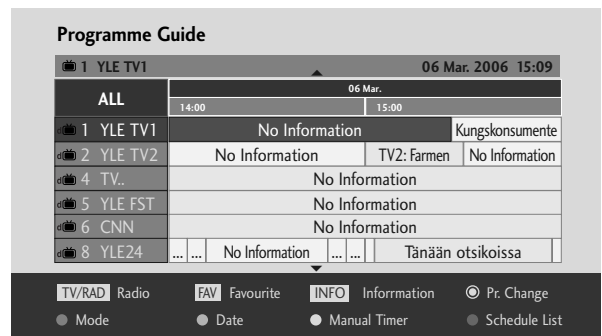 Programme Guide
1 YLE TV1 06 Mar. 2006 15:09
ALL 06 Mar.
14:00 15:00
1 YLE TV1 No Information Kungskonsumente
2 YLE TV2 No Information TV2: Farmen No Information
4 TV.. No Information
5 YLE FST No Information
6 CNN No Information
8 YLE24 ... ... No Information ... ... Tänään otsikoissa
TV/RAD Radio FAV Favourite INFO Inforrmation Pr. Change
Mode Date Manual Timer Schedule List